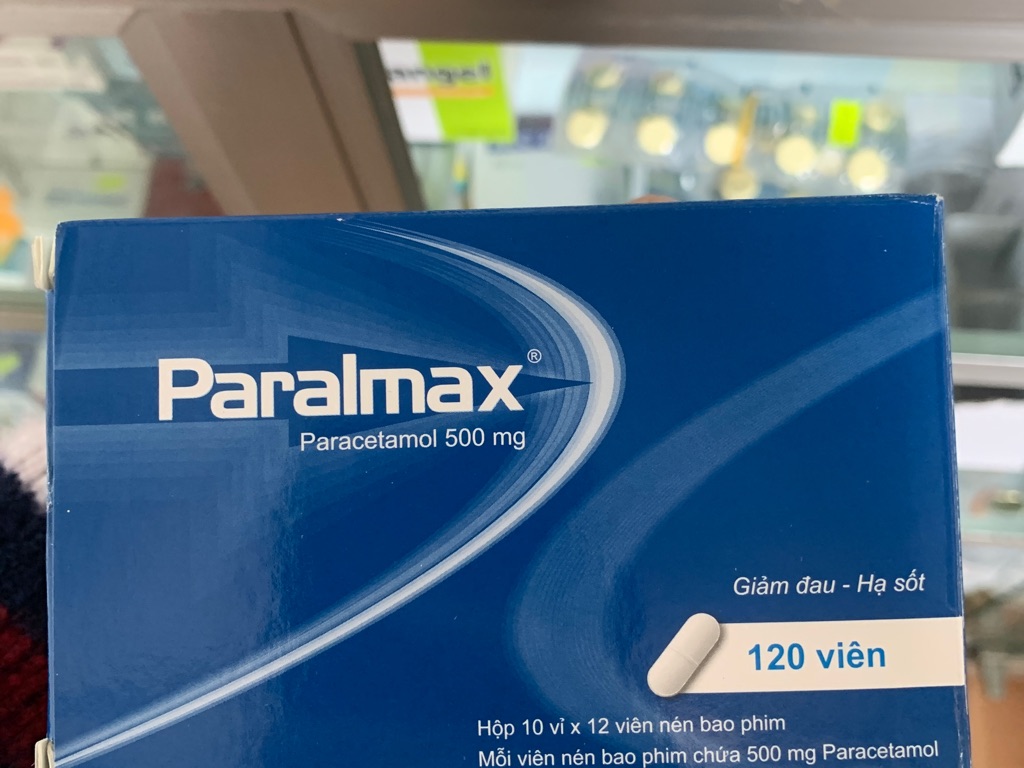 Paralmax®
Paracetamol 500 mg
Giảm đau - Hạ sốt
120 viên
Hộp 10 vỉ x 12 viên nén bao phim
Mỗi viên nén bao phim chứa 500 mg Paracetamol